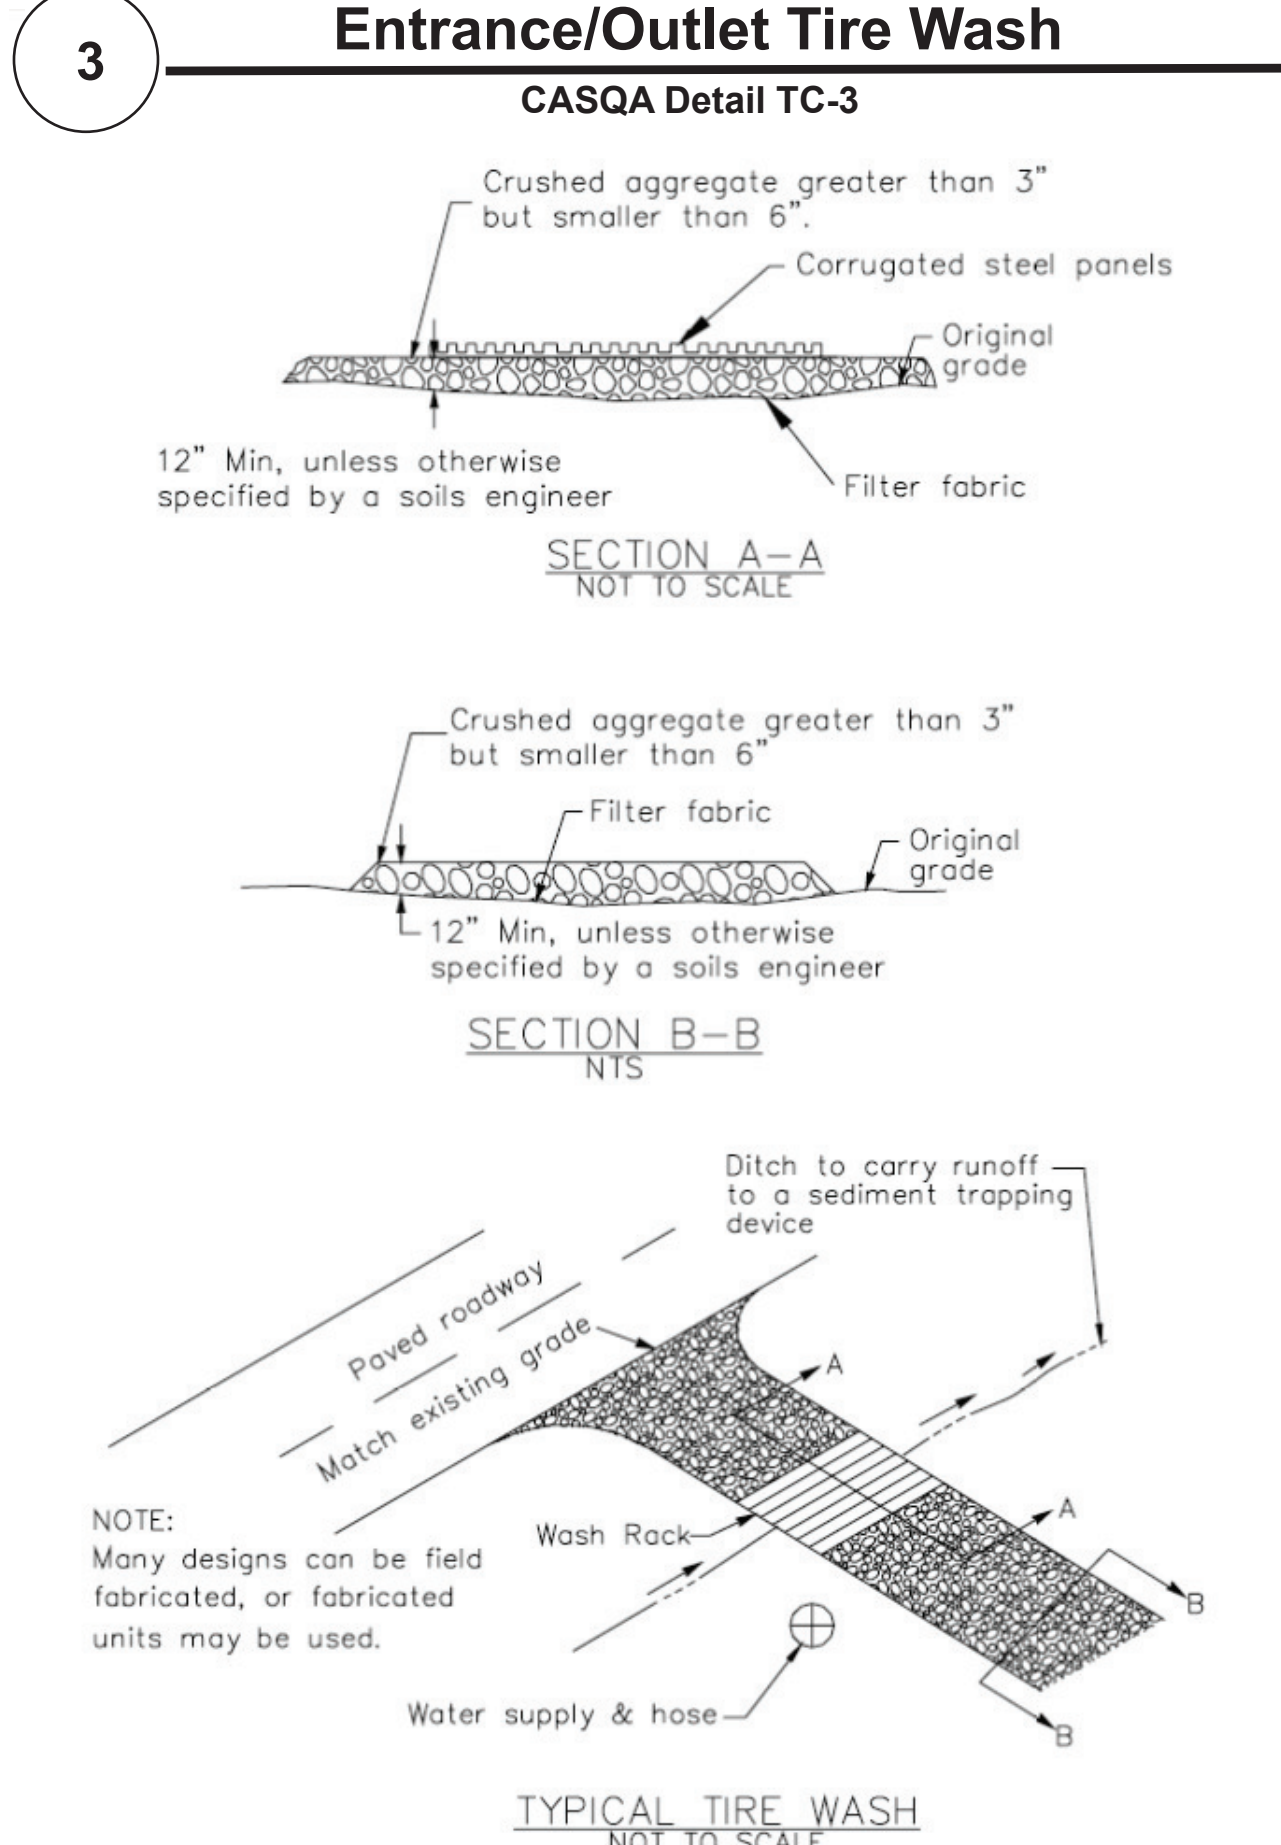 3
Entrance/Outlet Tire Wash
CASQA Detail TC-3
Crushed aggregate greater than 3"
but smaller than 6".
Corrugated steel panels
Original
grade
12" Min, unless otherwise
specified by a soils engineer
Filter fabric
SECTION A-A
NOT TO SCALE
Crushed aggregate greater than 3"
but smaller than 6"
Filter fabric
Original
grade
12" Min, unless otherwise
specified by a soils engineer
SECTION B-B
NTS
Ditch to carry runoff
to a sediment trapping
device
Paved roadway
Match existing grade
A
A
NOTE:
Many designs can be field
fabricated, or fabricated
units may be used.
Wash Rack
B
B
Water supply & hose
TYPICAL TIRE WASH
NOT TO SCALE